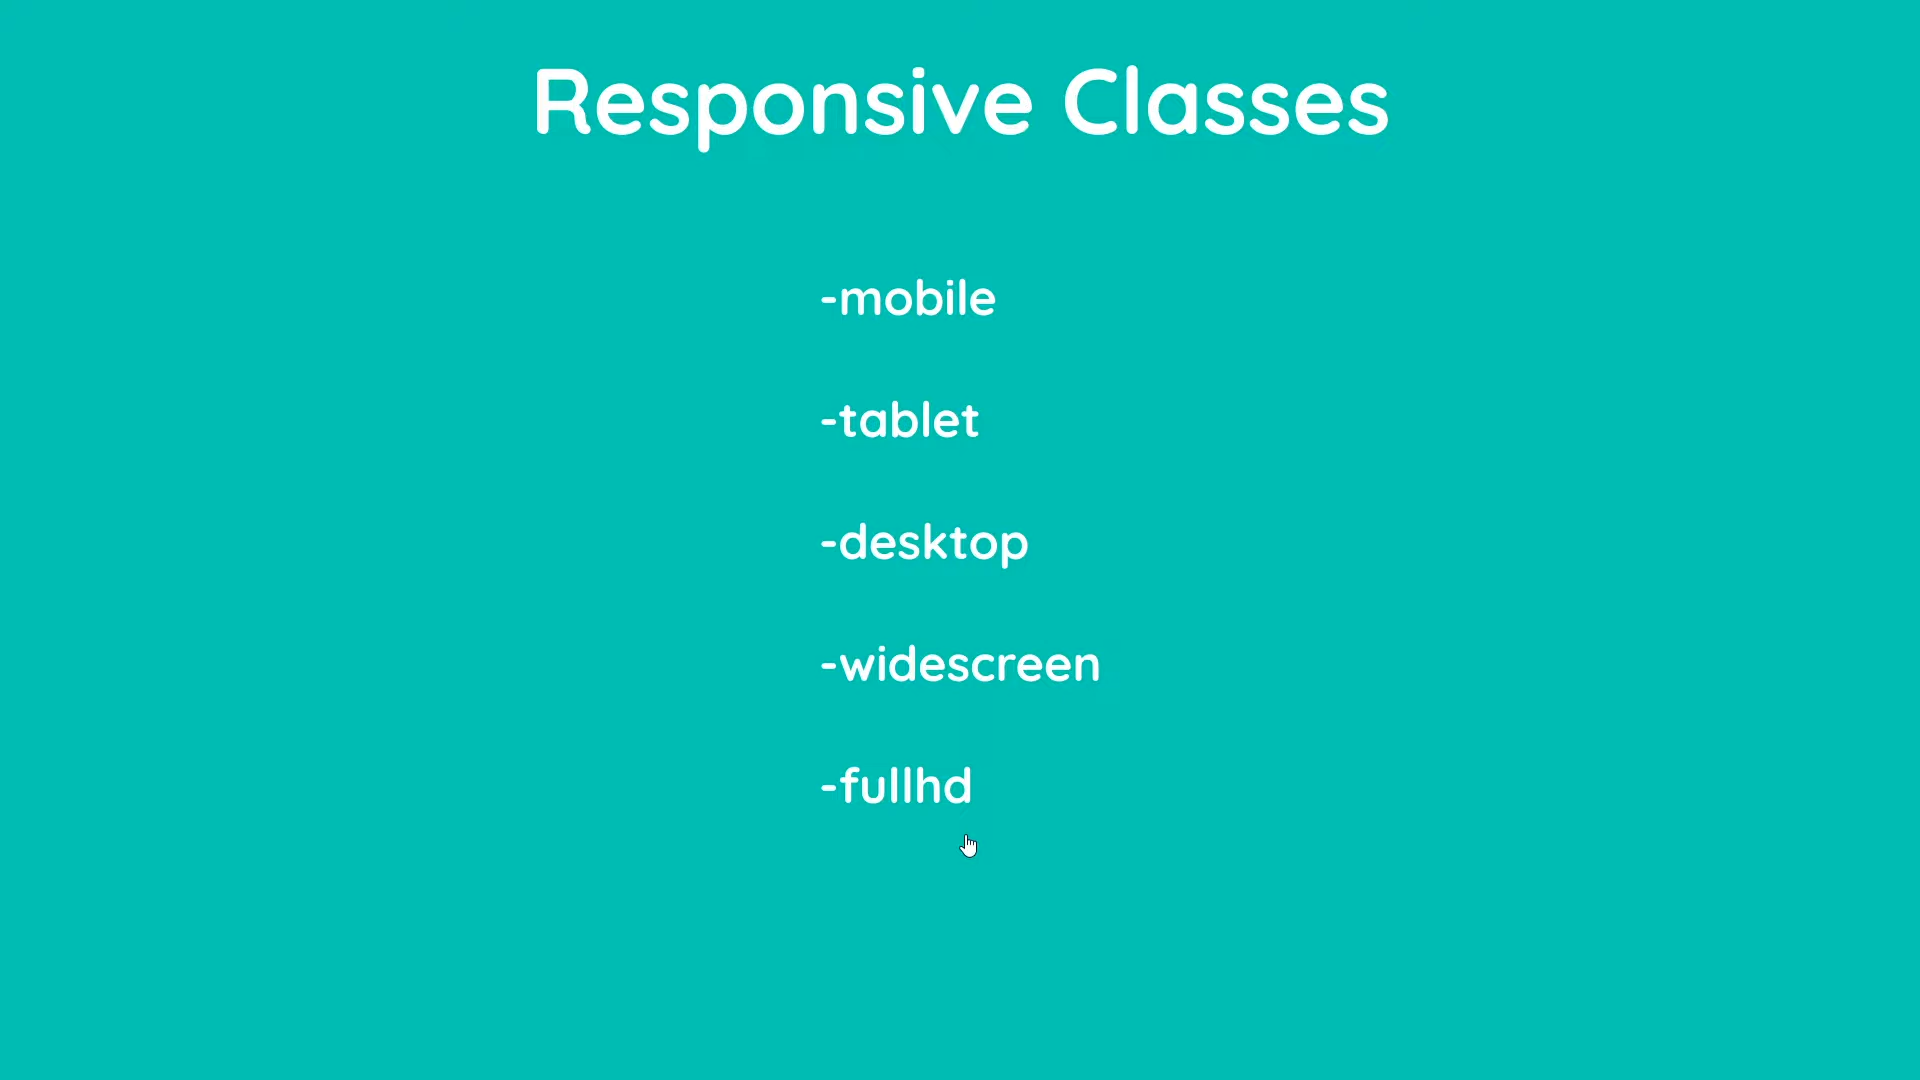 Responsive Classes
-mobile
-tablet
-desktop
-widescreen
-fullhd